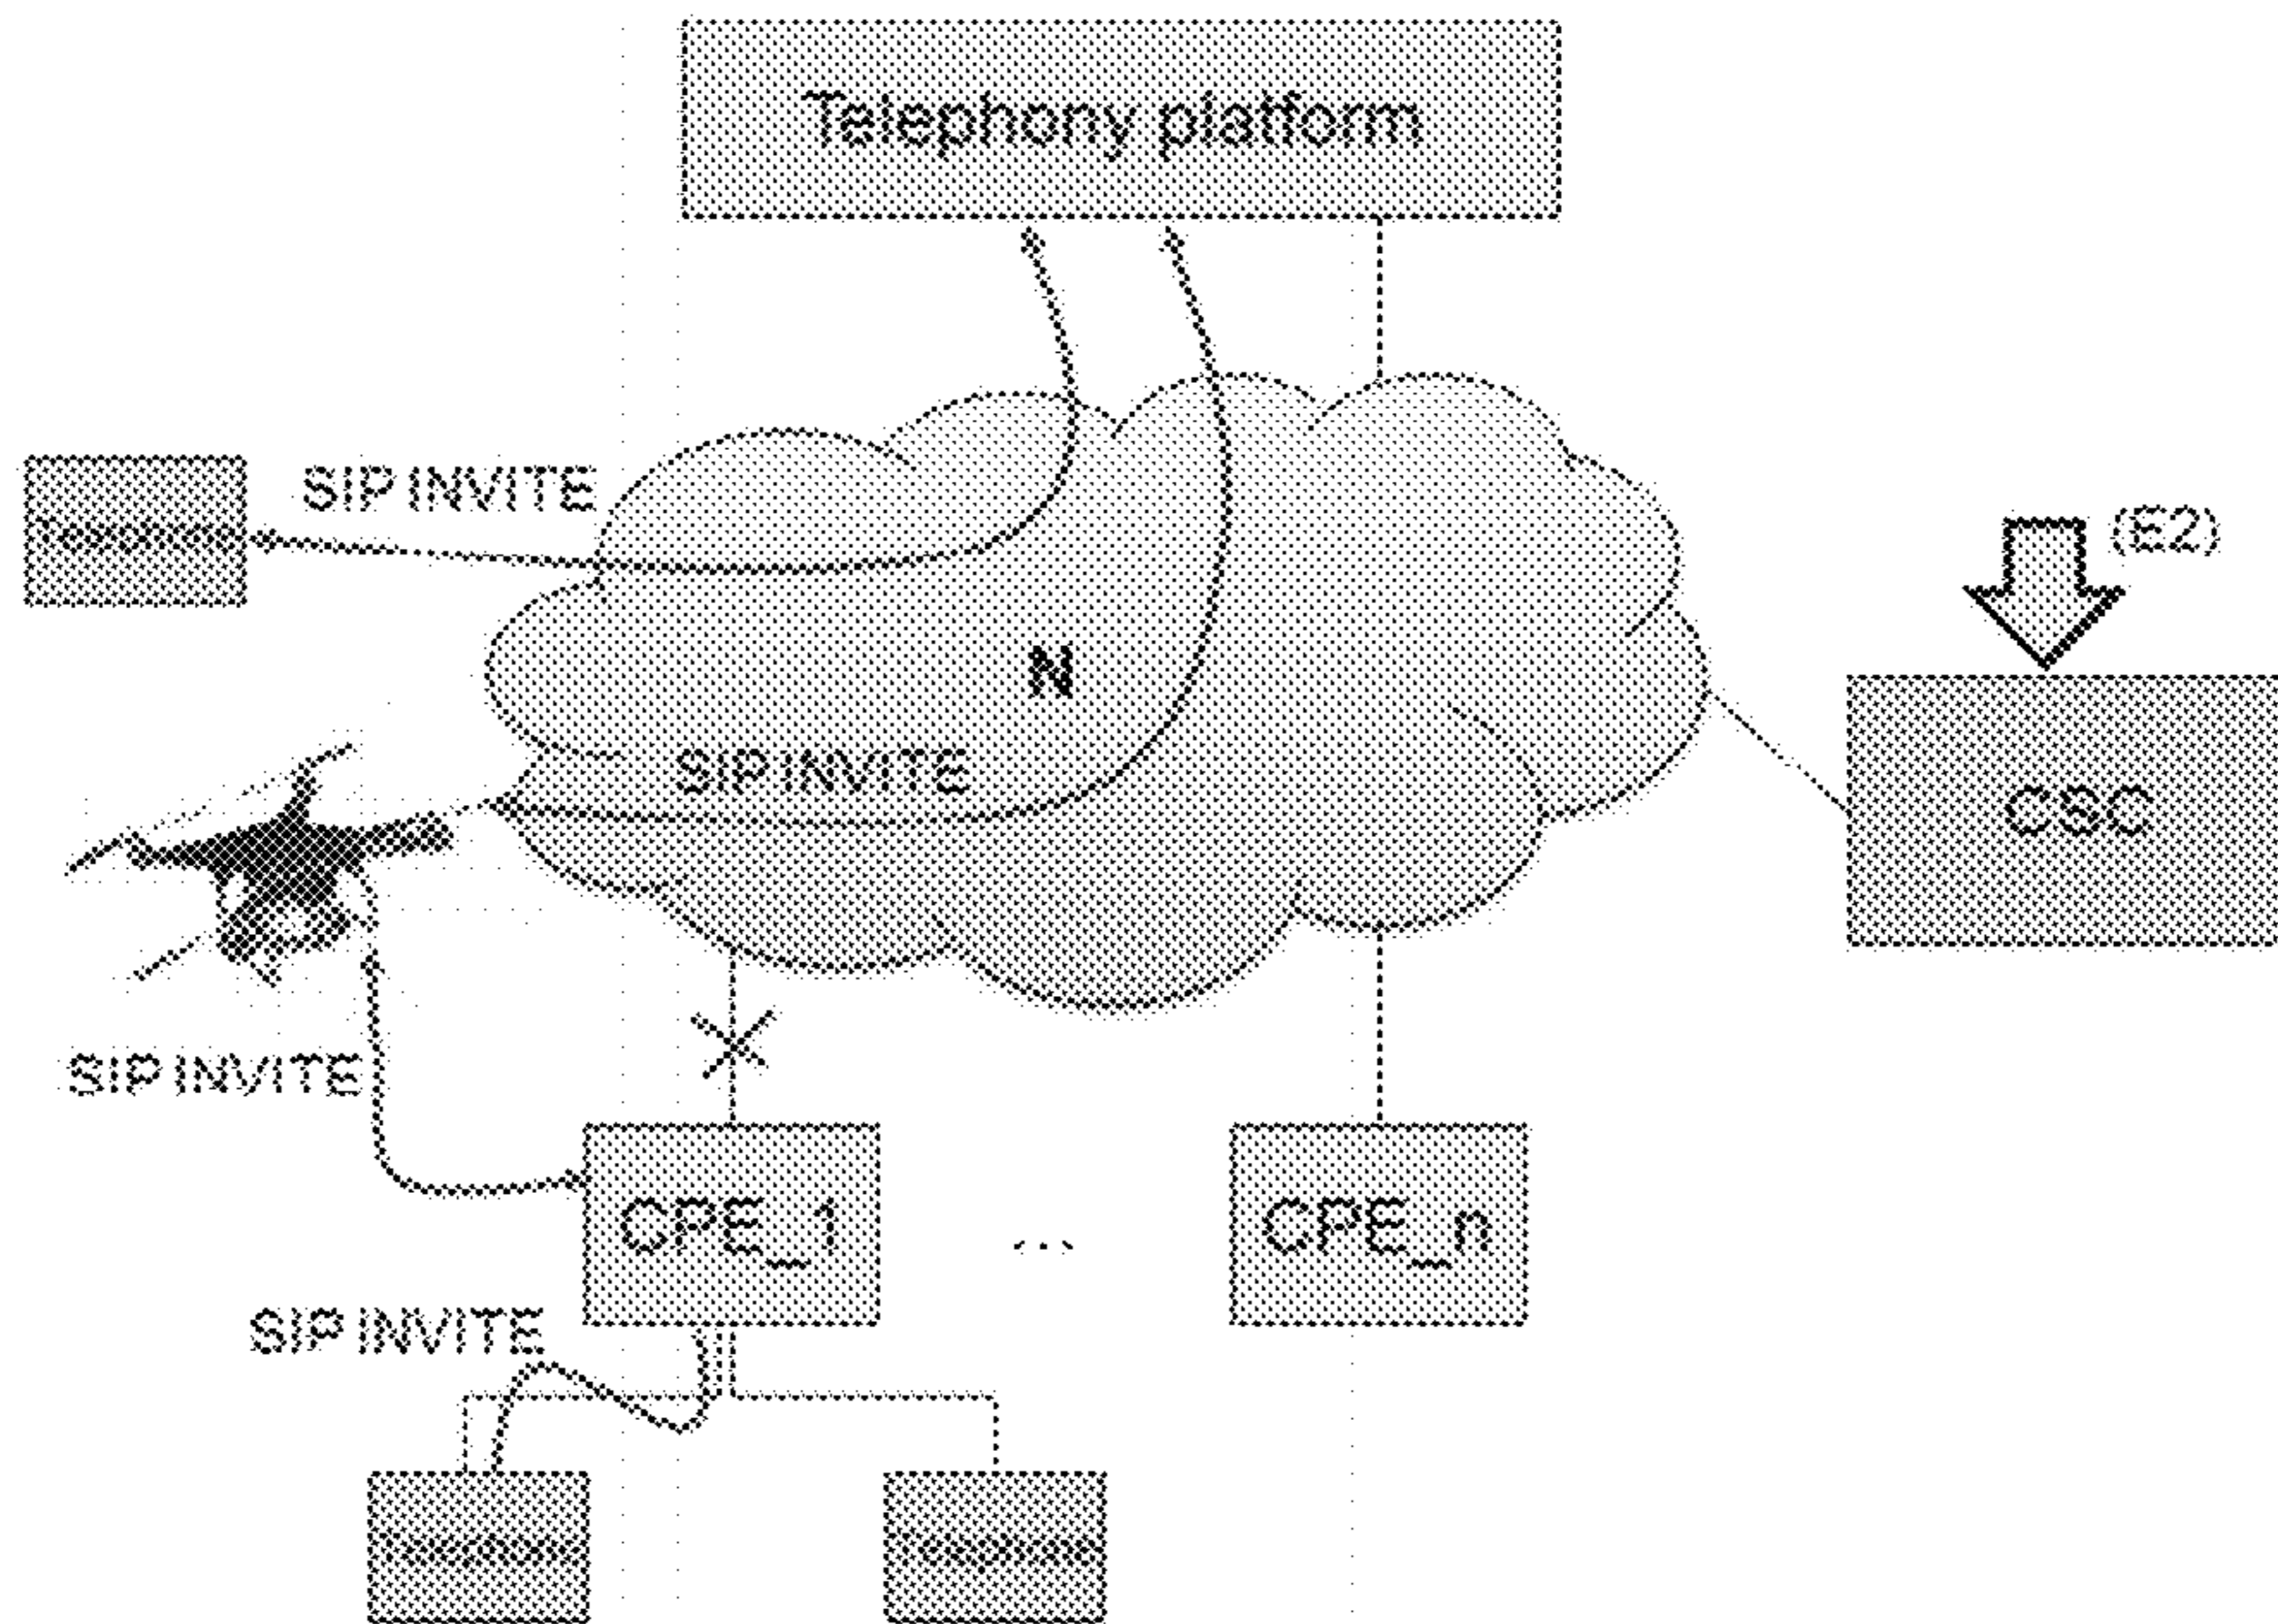 Telephony platform
SIP INVITE
(E2)
N
SIP INVITE
CSC
SIP INVITE
CPE_1
...
CPE_n
SIP INVITE